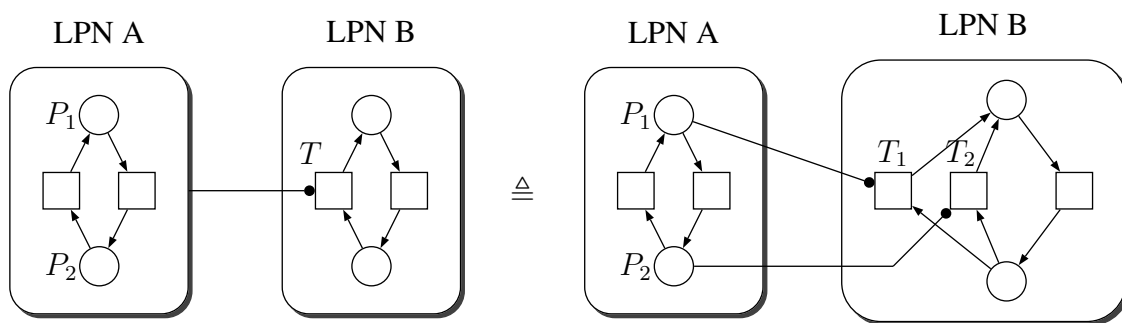 LPN A LPN B LPN A LPN B
P1 P1
T T1 T2
≜
P2 P2